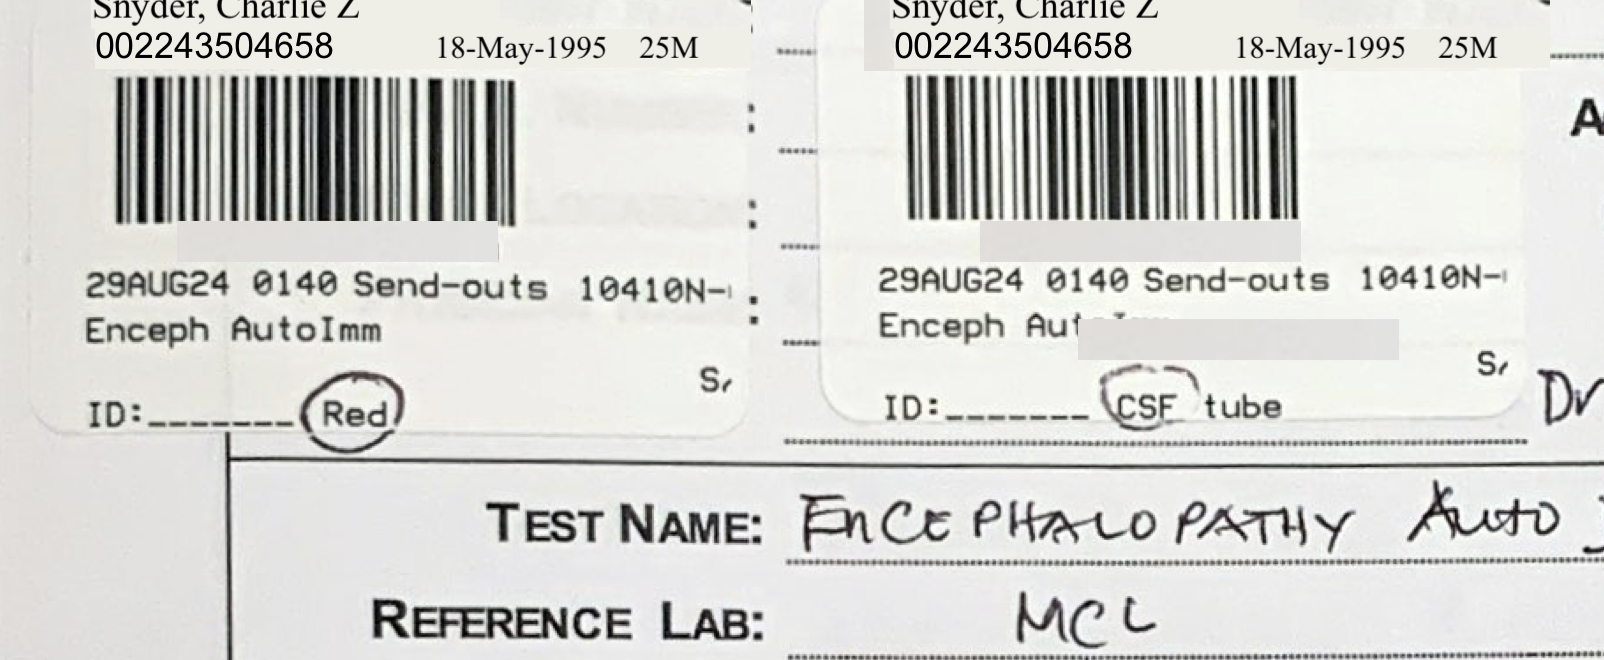 Snyder, Charlie Z
002243504658 18-May-1995 25M
29AUG24 0140 Send-outs 10410N-
Enceph AutoImm
S
ID:_______ Red
Snyder, Charlie Z
002243504658 18-May-1995 25M
29AUG24 0140 Send-outs 10410N-
Enceph Aut
S
ID:_______ CSF tube
:
:
:
A
Dr
TEST NAME: ENCEPHALOPATHY Auto
REFERENCE LAB: MCL